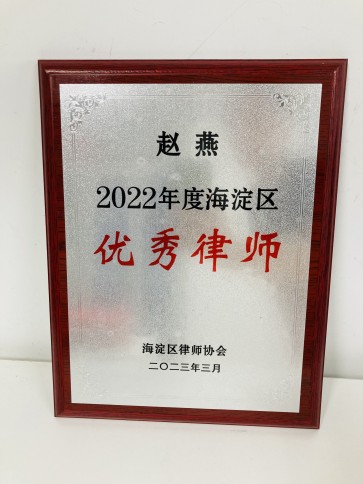 赵燕
2022年度海淀区
优秀律师
海淀区律师协会
二〇二三年三月